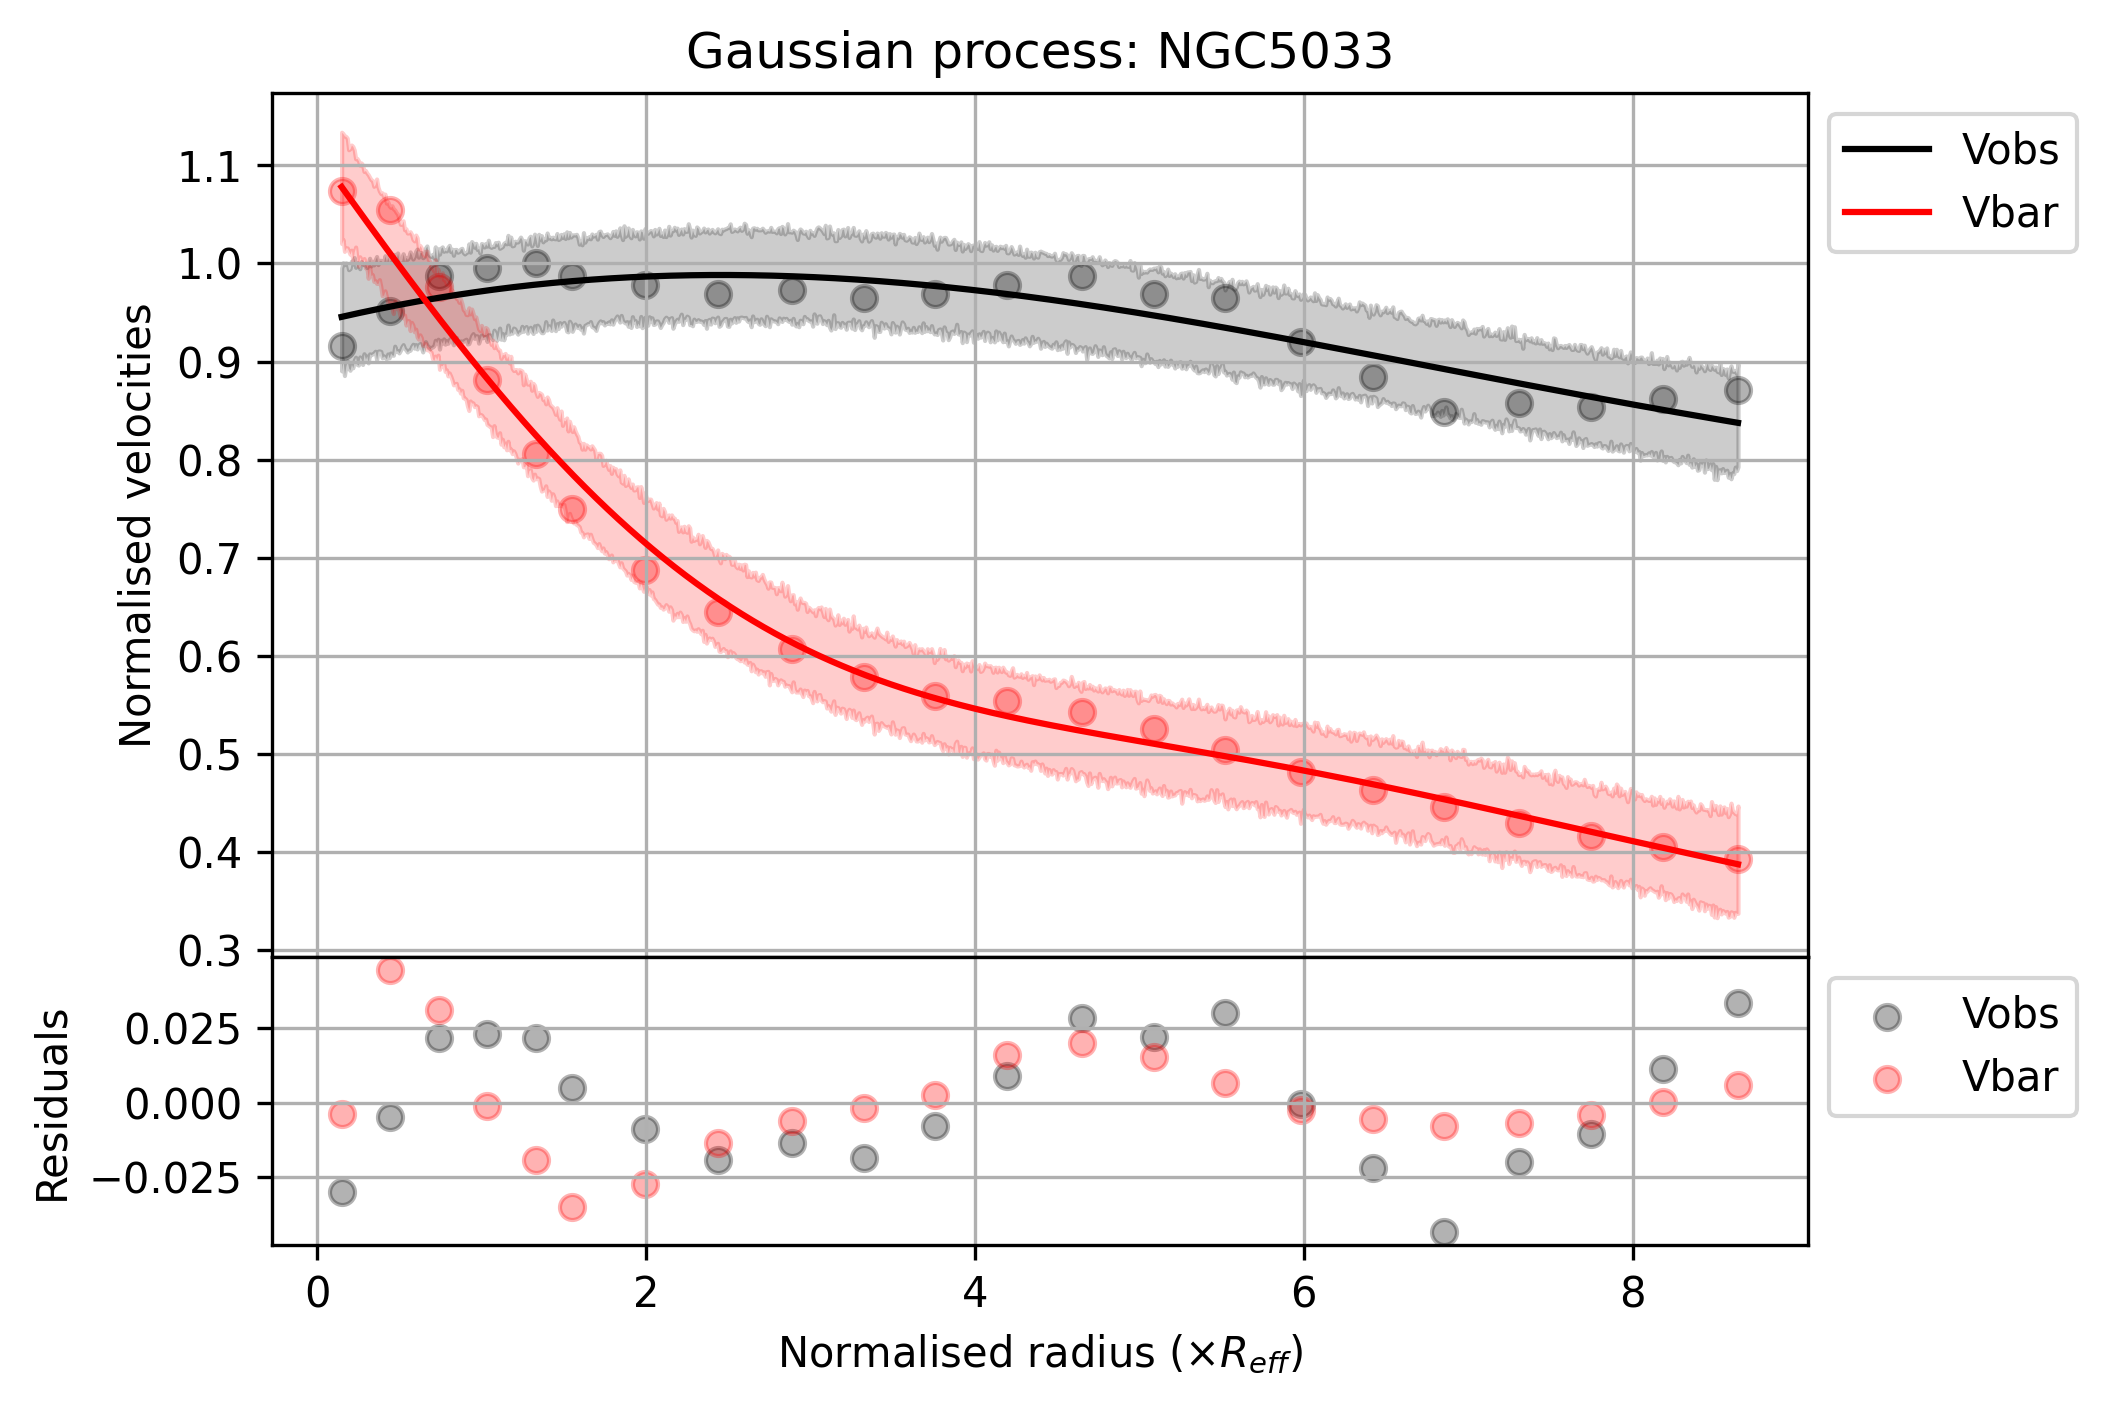 Gaussian process: NGC5033
Vobs
Vbar
Normalised velocities
1.1
1.0
0.9
0.8
0.7
0.6
0.5
0.4
0.3
Residuals
0.025
0.000
−0.025
Vobs
Vbar
0 2 4 6 8
Normalised radius (×R_eff)